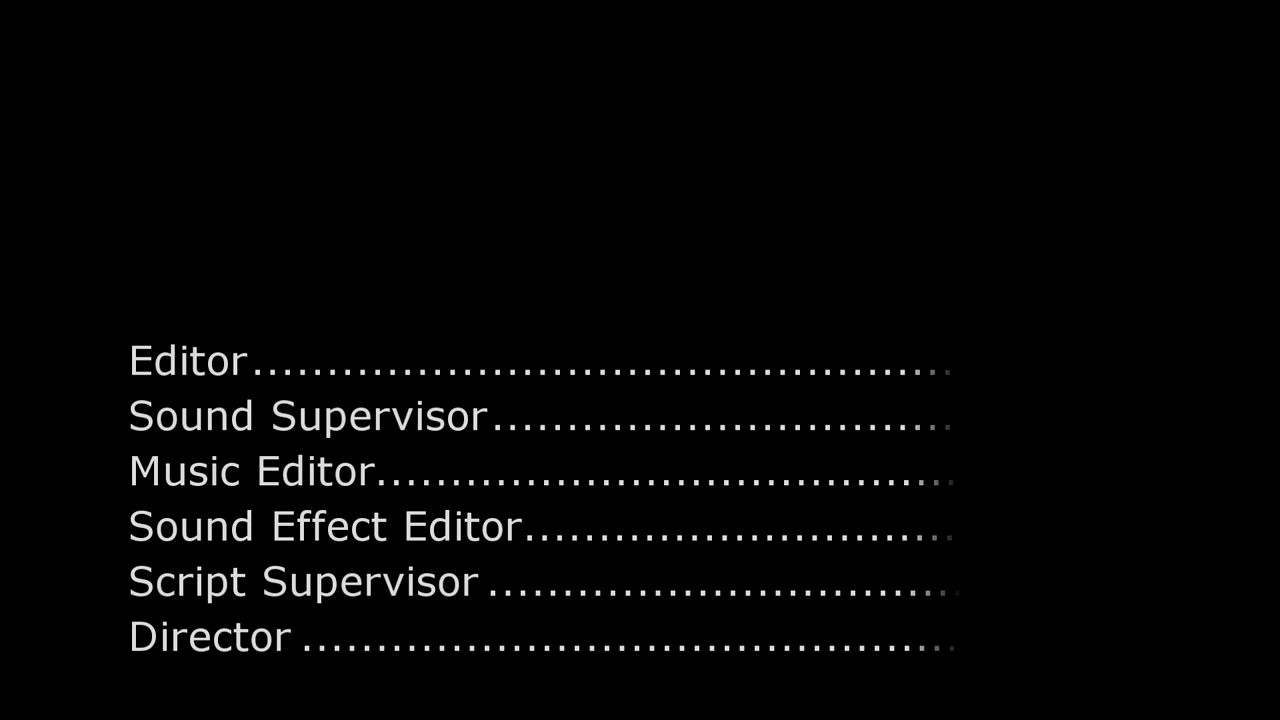 Editor...............................................
Sound Supervisor...............................
Music Editor.......................................
Sound Effect Editor.............................
Script Supervisor ................................
Director ............................................